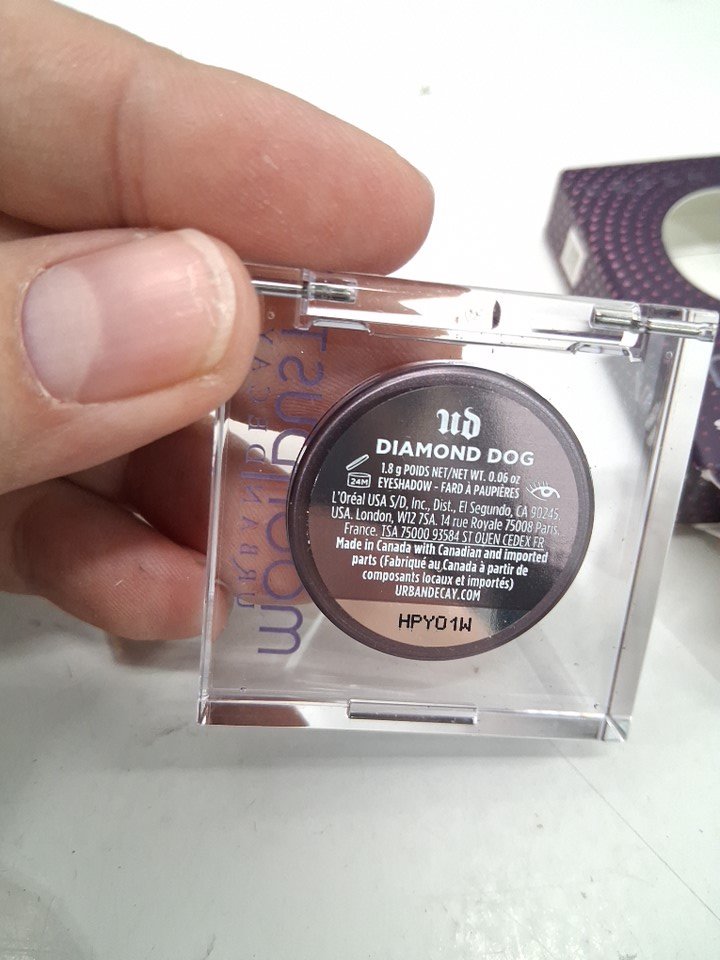 ud
DIAMOND DOG
1.8 g POIDS NET/NET WT. 0.06 oz
24M EYESHADOW - FARD À PAUPIÈRES
L'Oréal USA S/D, Inc., Dist., El Segundo, CA 90245,
USA. London, W12 7SA. 14 rue Royale 75008 Paris,
France. TSA 75000 93584 ST OUEN CEDEX FR
Made in Canada with Canadian and imported
parts (Fabriqué au Canada à partir de
composants locaux et importés)
URBANDECAY.COM
HPY01W
URBAN DECAY
moondust